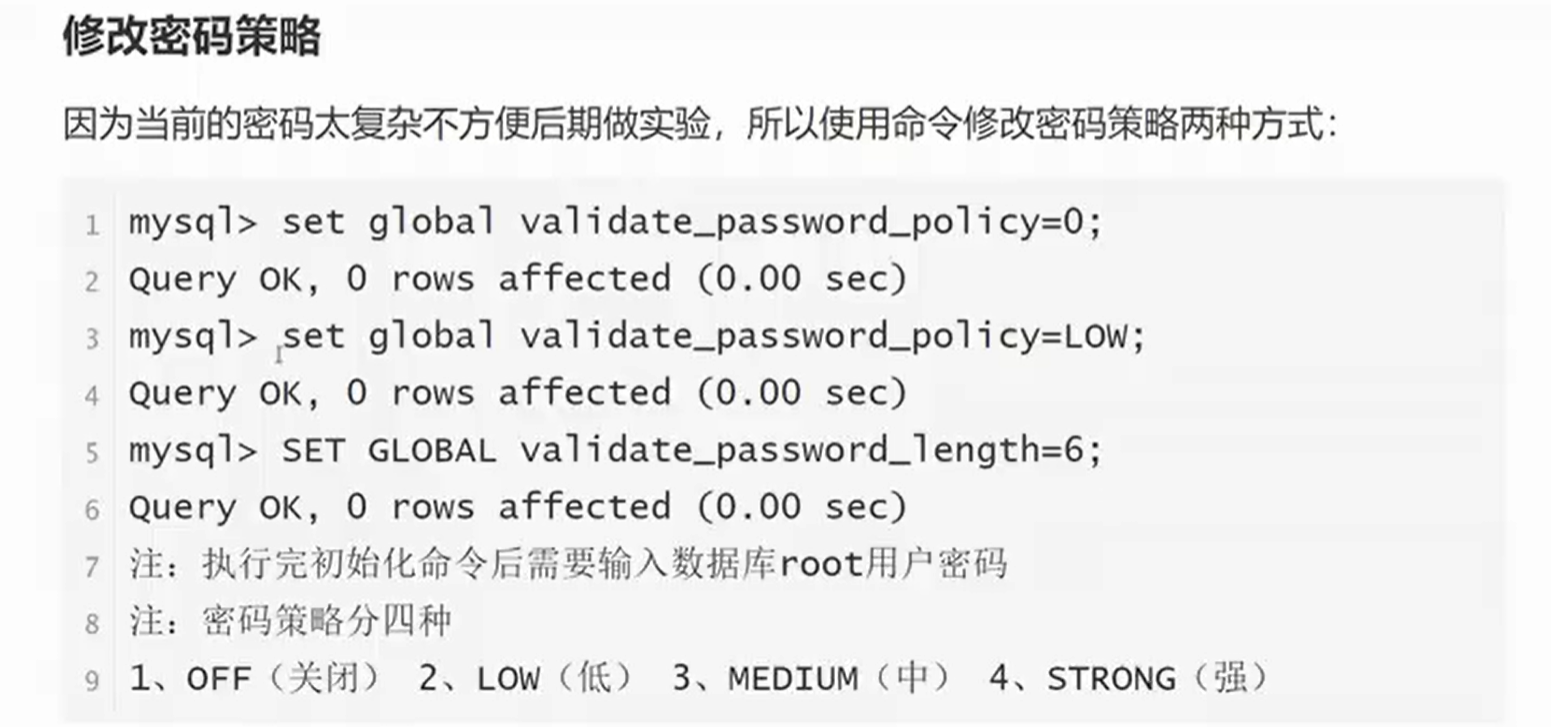 修改密码策略
因为当前的密码太复杂不方便后期做实验，所以使用命令修改密码策略两种方式：
1 mysql> set global validate_password_policy=0;
2 Query OK, 0 rows affected (0.00 sec)
3 mysql> set global validate_password_policy=LOW;
4 Query OK, 0 rows affected (0.00 sec)
5 mysql> SET GLOBAL validate_password_length=6;
6 Query OK, 0 rows affected (0.00 sec)
7 注：执行完初始化命令后需要输入数据库root用户密码
8 注：密码策略分四种
9 1、OFF（关闭） 2、LOW（低） 3、MEDIUM（中） 4、STRONG（强）